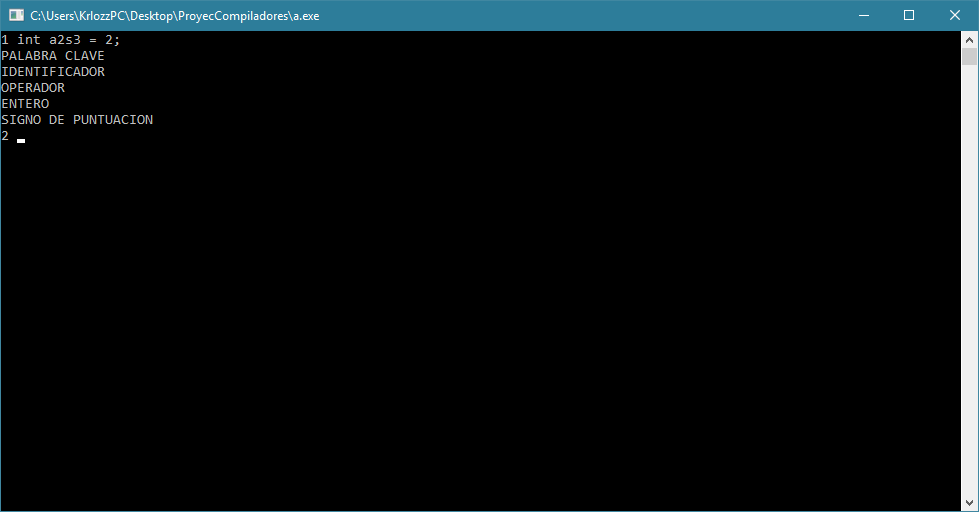 C:\Users\KrlozzPC\Desktop\ProyecCompiladores\a.exe
1 int a2s3 = 2;
PALABRA CLAVE
IDENTIFICADOR
OPERADOR
ENTERO
SIGNO DE PUNTUACION
2